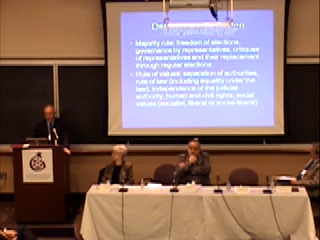 • Majority rule: freedom of elections,
governance by representatives, critiques
of representatives and their replacement
through regular elections
• Rule of values: separation of authorities,
rule of law (including equality under the
law), independence of the judicial
authority, human and civil rights, social
values (socialist, liberal or social-liberal)